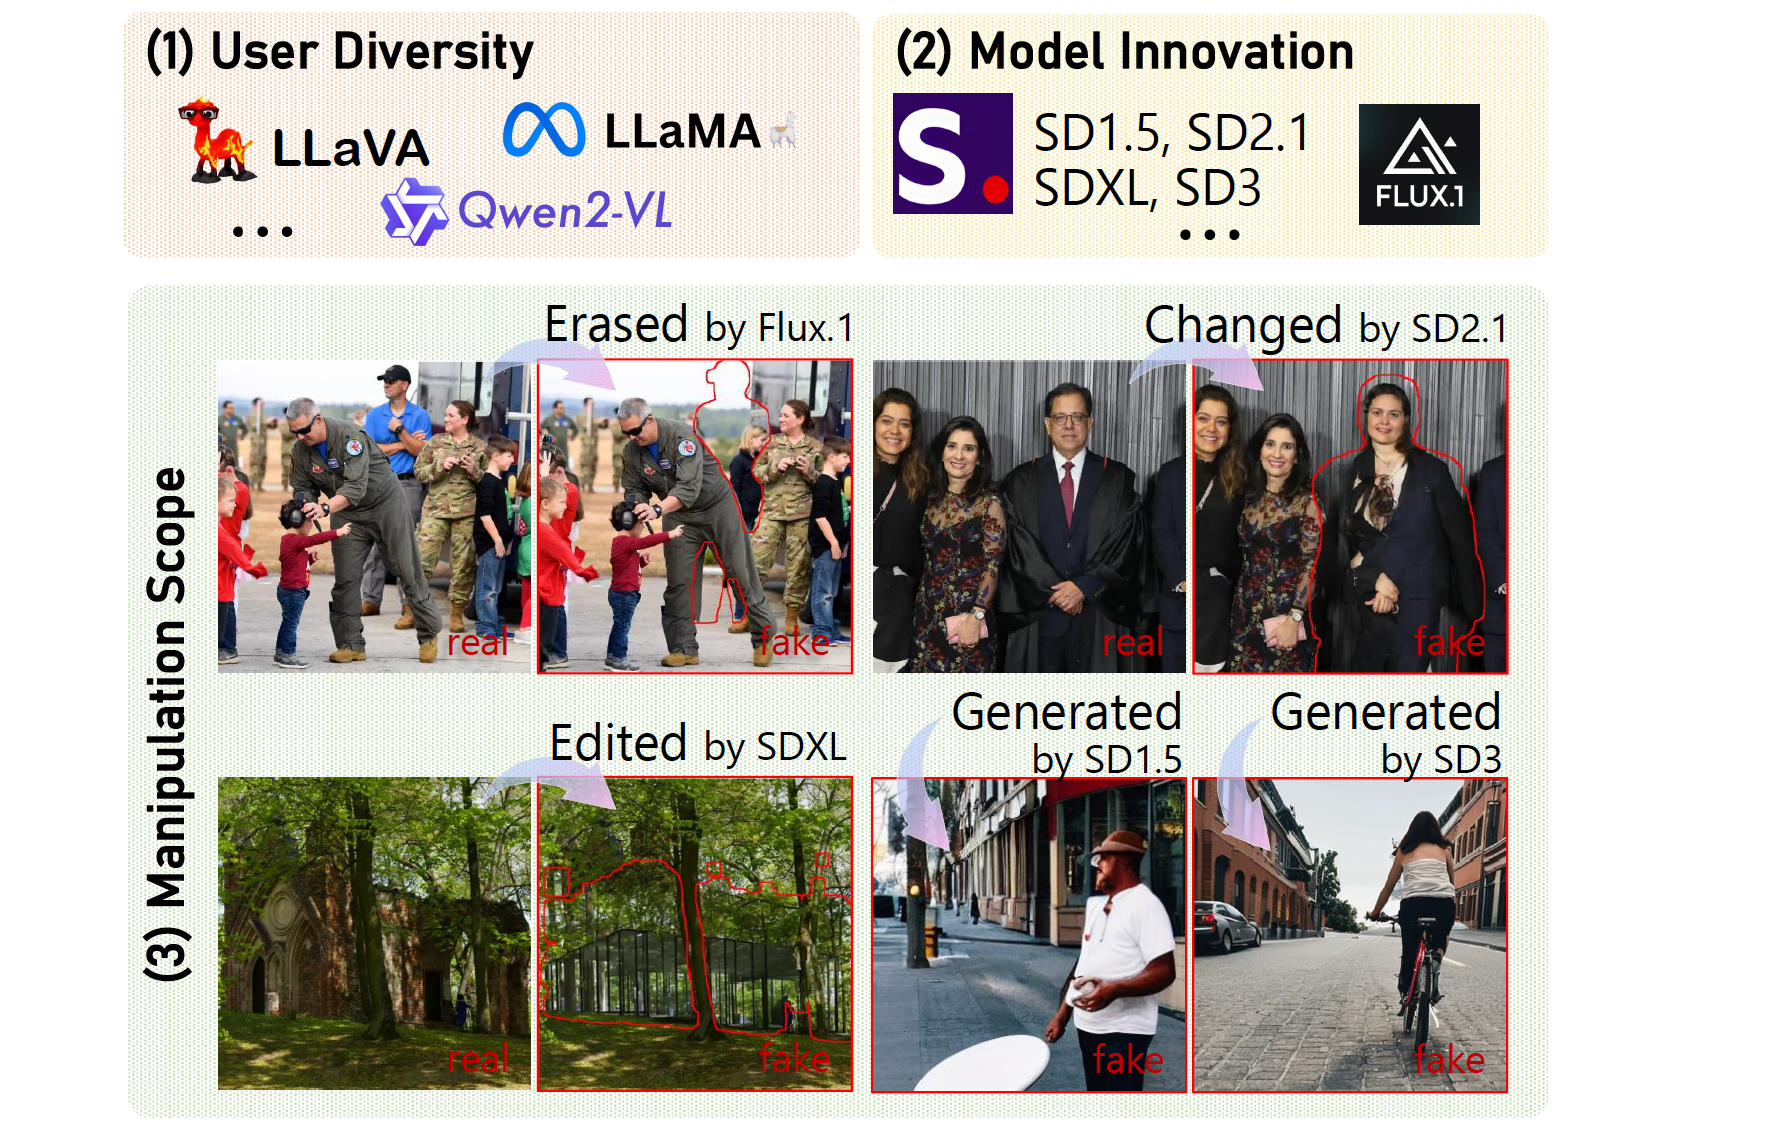 (1) User Diversity
LLaVA
LLaMA
Qwen2-VL
...
(2) Model Innovation
S.
SD1.5, SD2.1
SDXL, SD3
...
FLUX.1
(3) Manipulation Scope
Erased by Flux.1
real
fake
Changed by SD2.1
real
fake
Edited by SDXL
real
fake
Generated
by SD1.5
fake
Generated
by SD3
fake